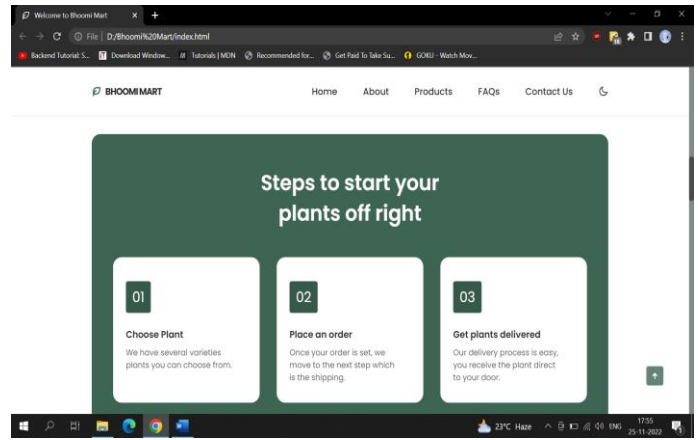 Welcome to Bhoomi Mart
File | D:/Bhoomi%20Mart/index.html
Backend Tutorial: S... Download Window... Tutorials | MDN Recommended for... Get Paid To Take Su... GOKU - Watch Mov...
BHOOMI MART Home About Products FAQs Contact Us
Steps to start your
plants off right
01 02 03
Choose Plant Place an order Get plants delivered
We have several varieties Once your order is set, we Our delivery process is easy,
plants you can choose from. move to the next step which you receive the plant direct
is the shipping. to your door.
23°C Haze ENG 17:55
25-11-2022